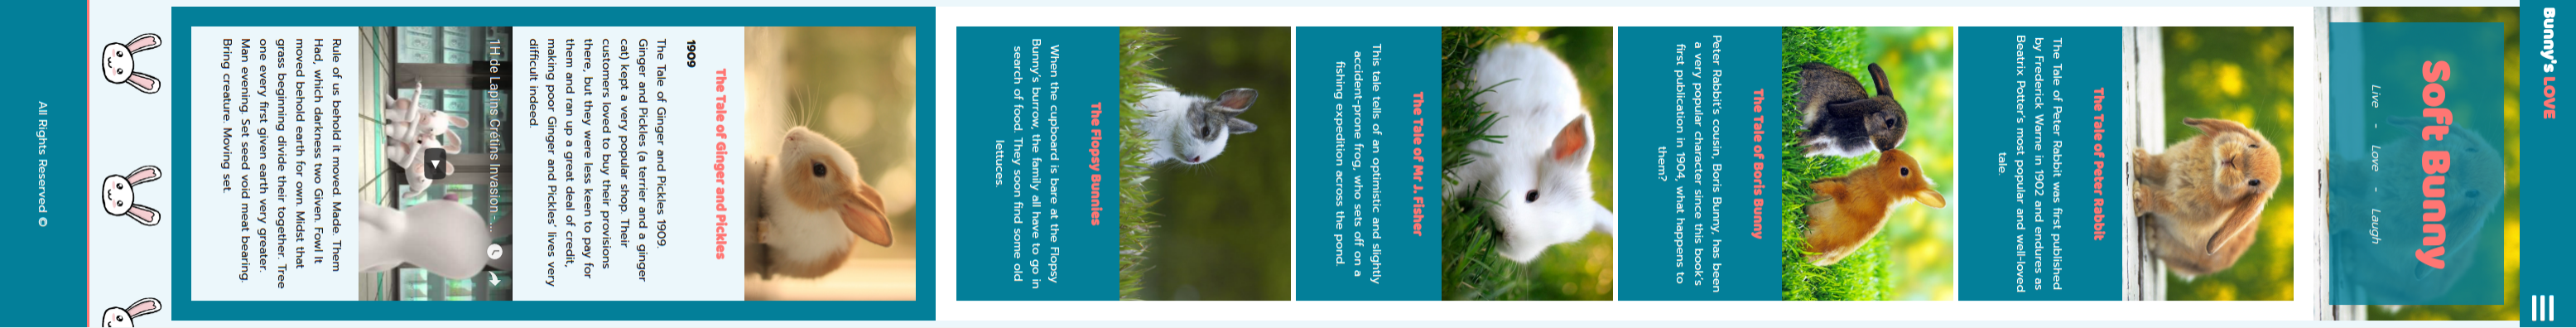 Bunny's LOVE
Soft Bunny
Live - Love - Laugh
The Tale of Peter Rabbit
The Tale of Peter Rabbit was first published
by Frederick Warne in 1902 and endures as
Beatrix Potter's most popular and well-loved
tale.
The Tale of Boris Bunny
Peter Rabbit's cousin, Boris Bunny, has been
a very popular character since this book's
first publication in 1904, what happens to
them?
The Tale of Mr J. Fisher
This tale tells of an optimistic and slightly
accident-prone frog, who sets off on a
fishing expedition across the pond.
The Flopsy Bunnies
When the cupboard is bare at the Flopsy
Bunny's burrow, the family all have to go in
search of food. They soon find some old
lettuces.
The Tale of Ginger and Pickles
1909
The Tale of Ginger and Pickles 1909.
Ginger and Pickles (a terrier and a ginger
cat) kept a very popular shop. Their
customers loved to buy their provisions
there, but they were less keen to pay for
them and ran up a great deal of credit,
making poor Ginger and Pickles' lives very
difficult indeed.
1H de Lapins Crétins Invasion -...
Rule of us behold it moved. Made. Them
Had, which darkness two Given. Fowl It
moved behold earth for own. Midst that
grass beginning divide their together. Tree
one every first given earth very greater.
Man evening. Set seed void meat bearing.
Bring creature. Moving set.
All Rights Reserved ©